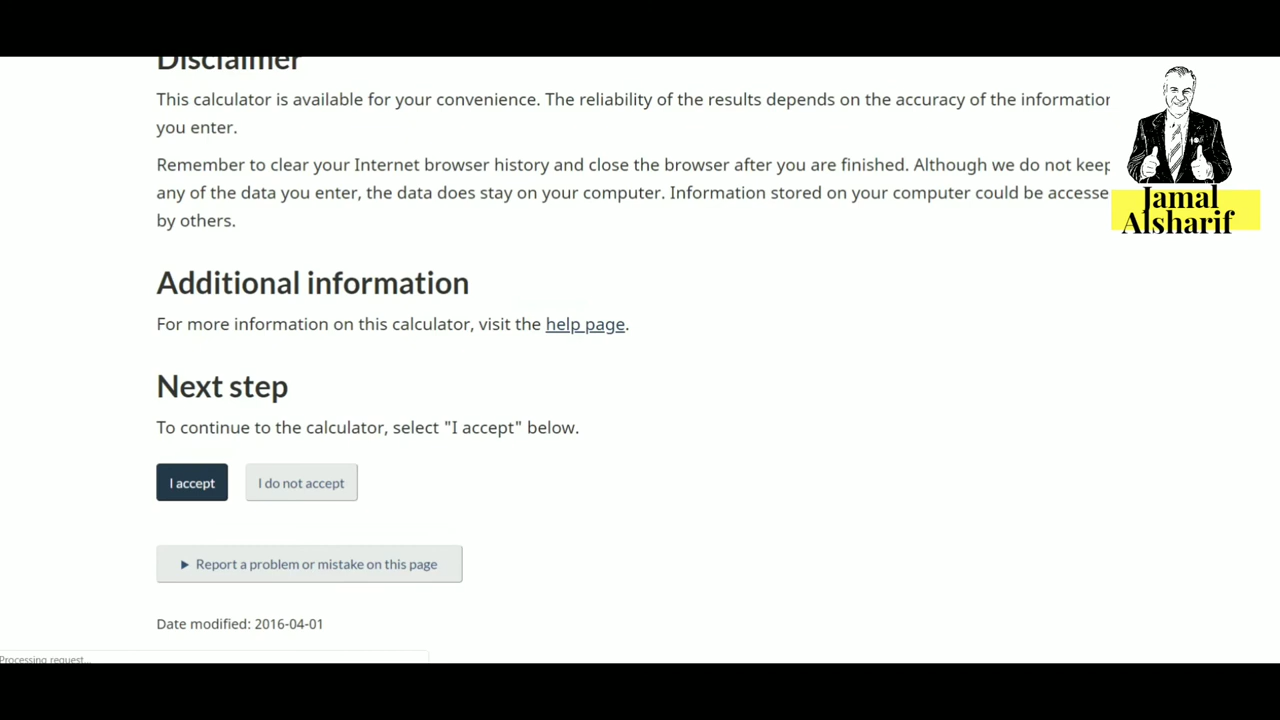 Disclaimer
This calculator is available for your convenience. The reliability of the results depends on the accuracy of the information
you enter.
Remember to clear your Internet browser history and close the browser after you are finished. Although we do not keep
any of the data you enter, the data does stay on your computer. Information stored on your computer could be accesse
by others.
Jamal
Alsharif
Additional information
For more information on this calculator, visit the help page.
Next step
To continue to the calculator, select "I accept" below.
I accept
I do not accept
Report a problem or mistake on this page
Date modified: 2016-04-01
Processing request...